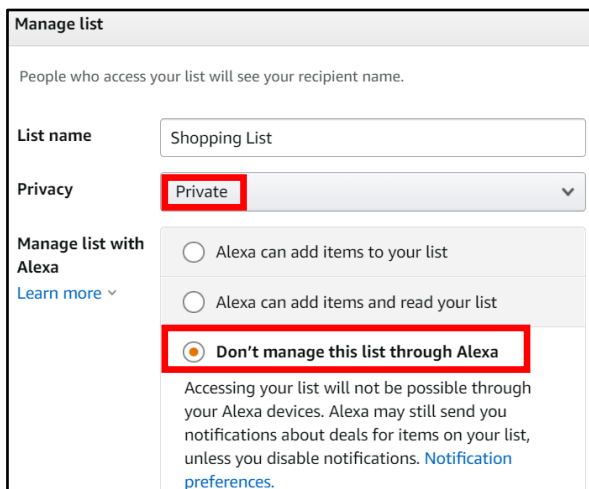 Manage list
People who access your list will see your recipient name.
List name
Shopping List
Privacy
Private
Manage list with
Alexa
Learn more
Alexa can add items to your list
Alexa can add items and read your list
Don't manage this list through Alexa
Accessing your list will not be possible through
your Alexa devices. Alexa may still send you
notifications about deals for items on your list,
unless you disable notifications. Notification
preferences.